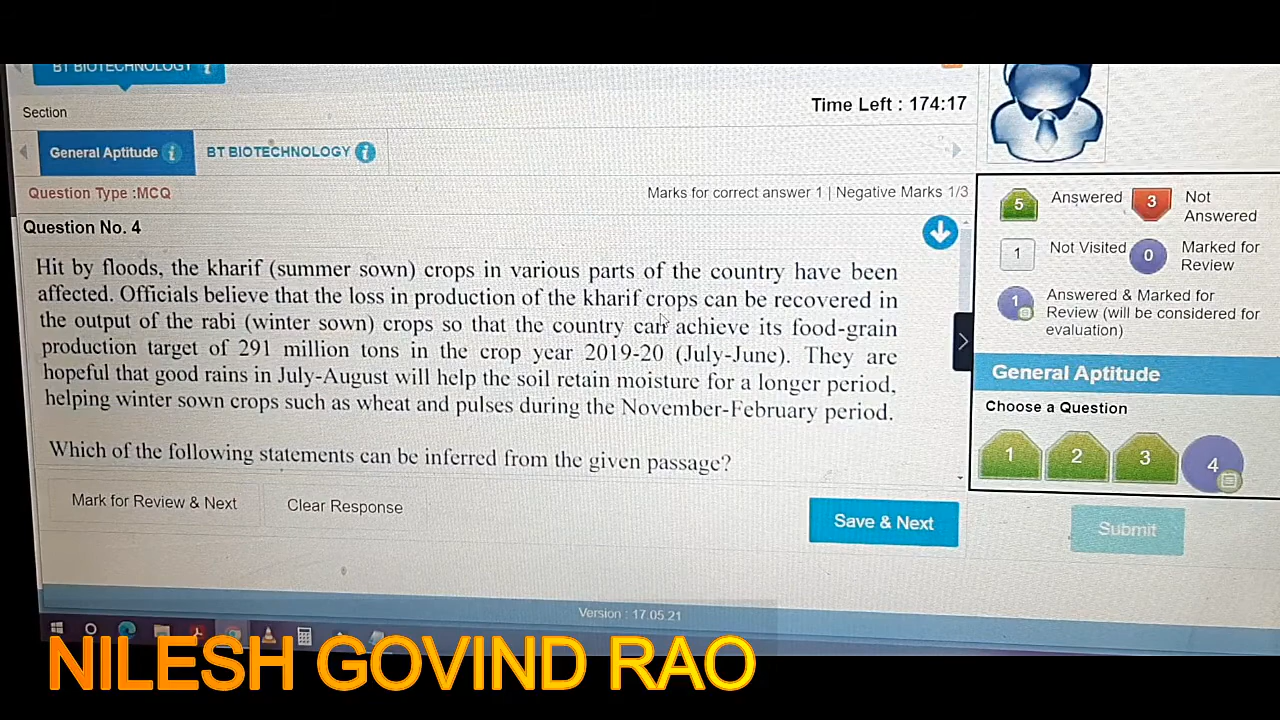 BT BIOTECHNOLOGY i
Section
Time Left : 174:17
General Aptitude i
BT BIOTECHNOLOGY i
Question Type :MCQ
Marks for correct answer 1 | Negative Marks 1/3
Question No. 4
Hit by floods, the kharif (summer sown) crops in various parts of the country have been
affected. Officials believe that the loss in production of the kharif crops can be recovered in
the output of the rabi (winter sown) crops so that the country can achieve its food-grain
production target of 291 million tons in the crop year 2019-20 (July-June). They are
hopeful that good rains in July-August will help the soil retain moisture for a longer period,
helping winter sown crops such as wheat and pulses during the November-February period.
Which of the following statements can be inferred from the given passage?
Mark for Review & Next
Clear Response
Save & Next
5 Answered
3 Not
Answered
1 Not Visited
0 Marked for
Review
1 Answered & Marked for
Review (will be considered for
evaluation)
General Aptitude
Choose a Question
1 2 3 4
Submit
Version : 17.05.21
NILESH GOVIND RAO